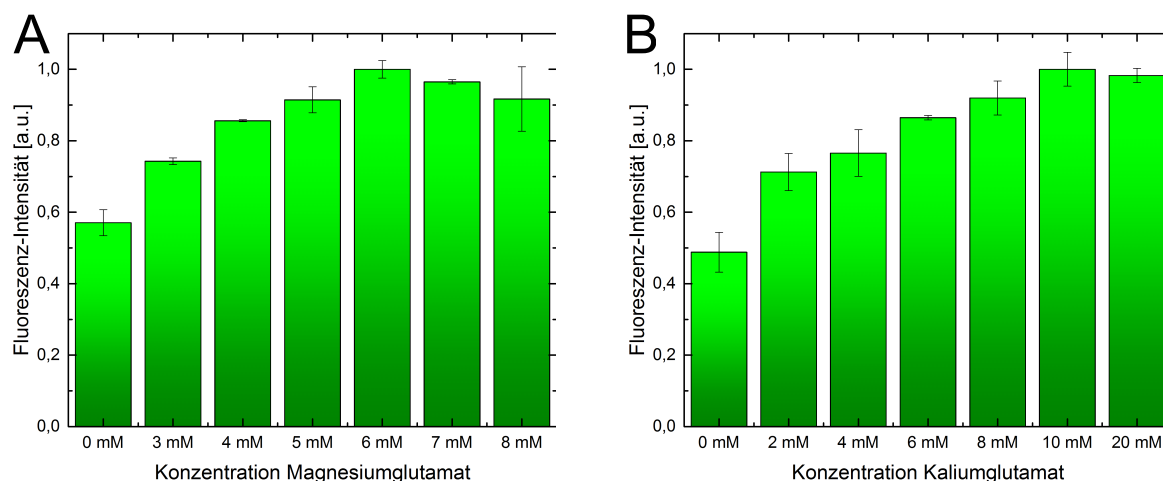 A
Fluoreszenz-Intensität [a.u.]
1,0
0,8
0,6
0,4
0,2
0,0
0 mM 3 mM 4 mM 5 mM 6 mM 7 mM 8 mM
Konzentration Magnesiumglutamat
B
Fluoreszenz-Intensität [a.u.]
1,0
0,8
0,6
0,4
0,2
0,0
0 mM 2 mM 4 mM 6 mM 8 mM 10 mM 20 mM
Konzentration Kaliumglutamat